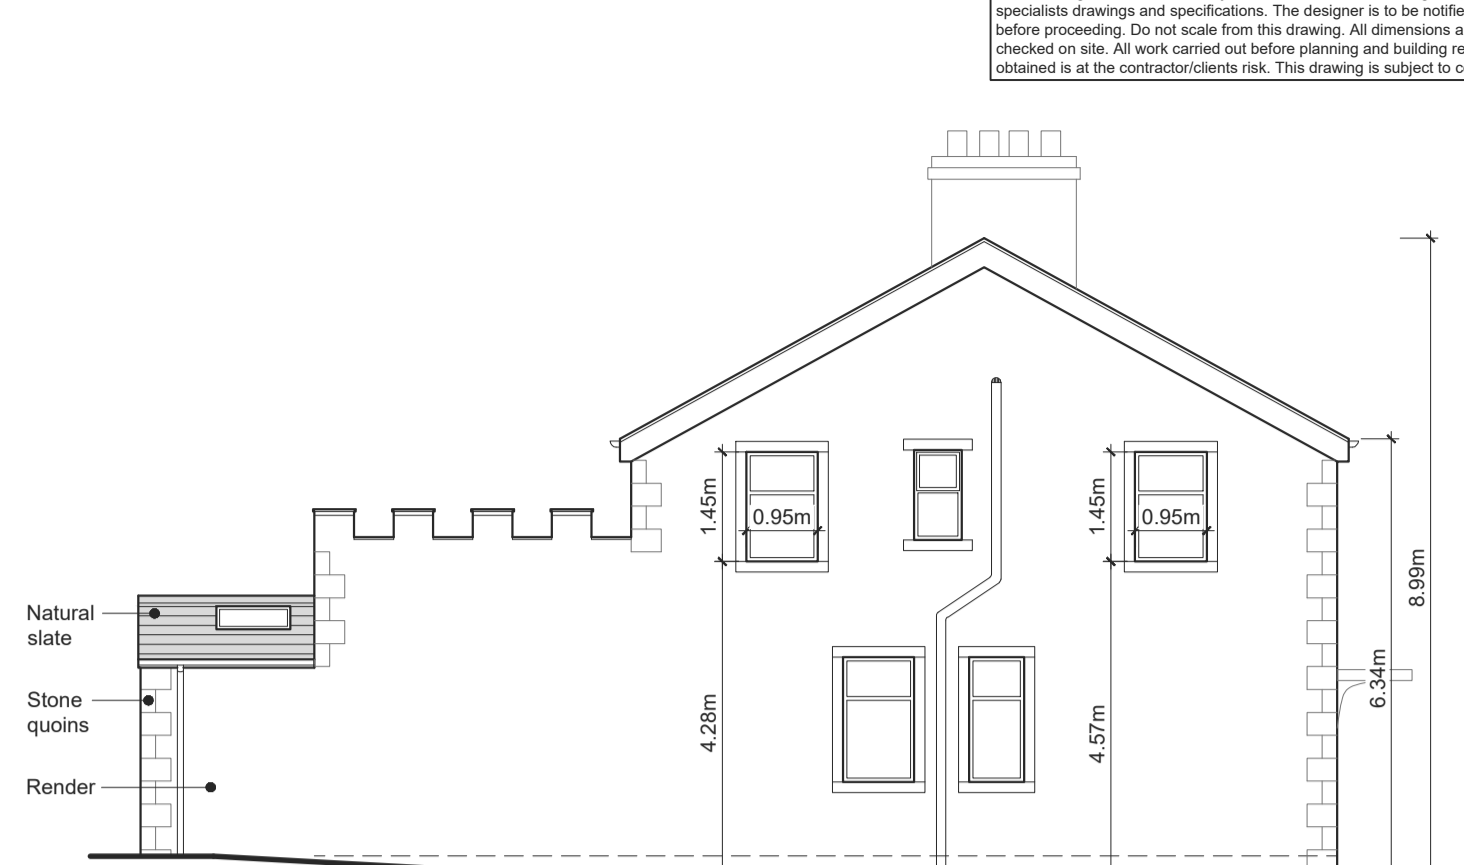 specialists drawings and specifications. The designer is to be notifie
before proceeding. Do not scale from this drawing. All dimensions a
checked on site. All work carried out before planning and building re
obtained is at the contractor/clients risk. This drawing is subject to c
1.45m
0.95m
1.45m
0.95m
8.99m
Natural
slate
6.34m
Stone
quoins
4.28m
4.57m
Render